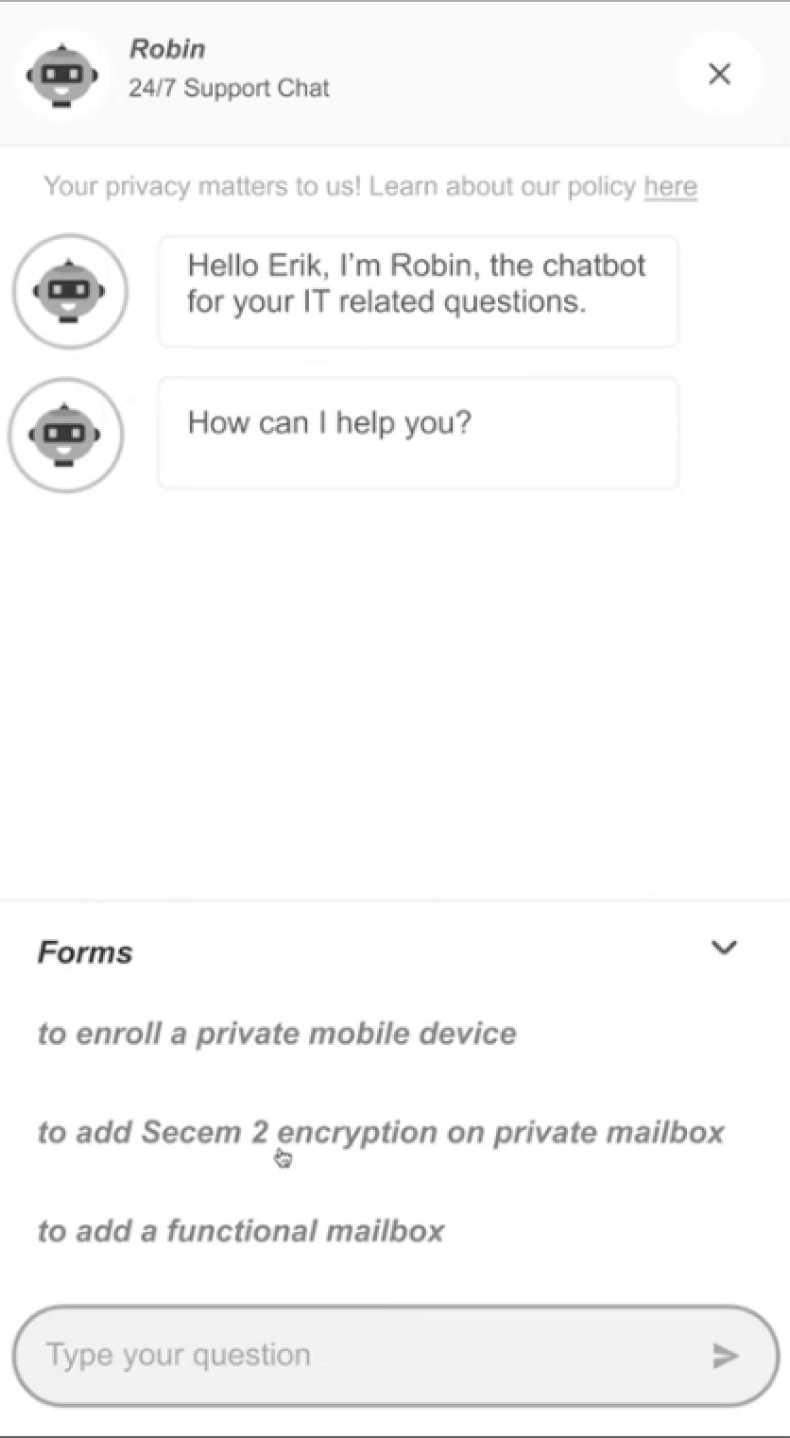 Robin
24/7 Support Chat
Your privacy matters to us! Learn about our policy here
Hello Erik, I'm Robin, the chatbot
for your IT related questions.
How can I help you?
Forms
to enroll a private mobile device
to add Secem 2 encryption on private mailbox
to add a functional mailbox
Type your question